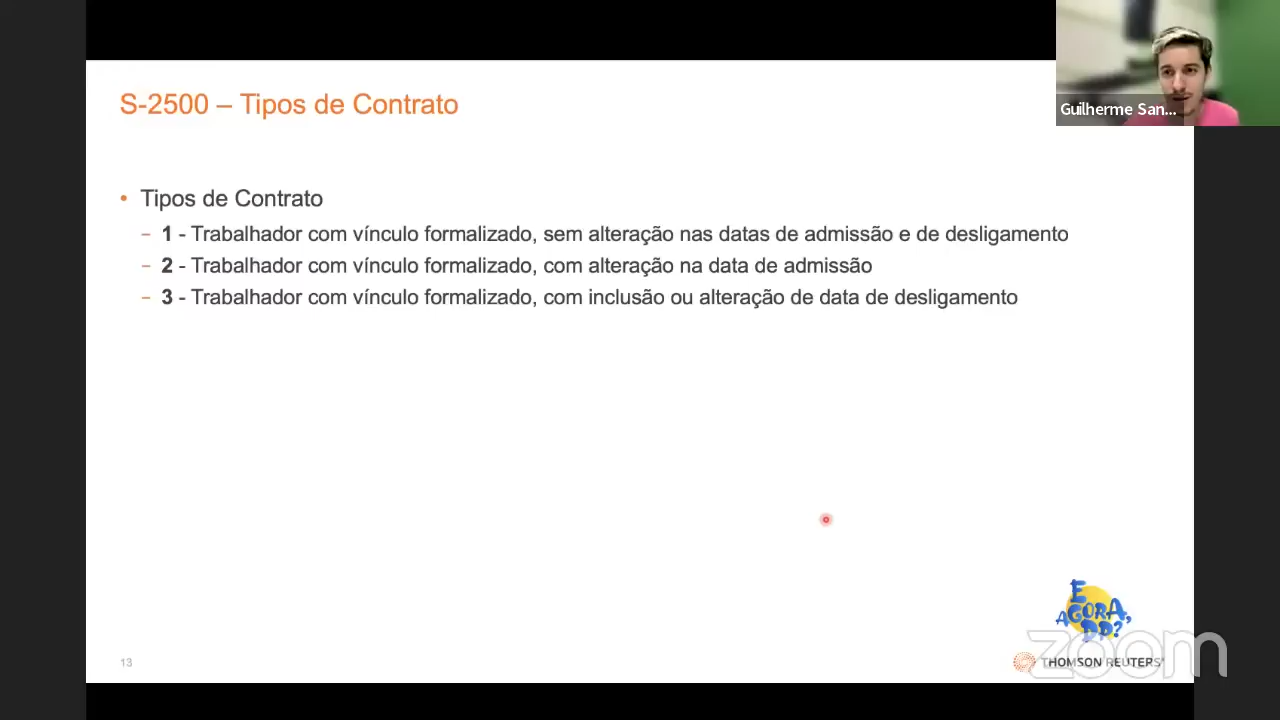 S-2500 – Tipos de Contrato
Guilherme San...
• Tipos de Contrato
– 1 - Trabalhador com vínculo formalizado, sem alteração nas datas de admissão e de desligamento
– 2 - Trabalhador com vínculo formalizado, com alteração na data de admissão
– 3 - Trabalhador com vínculo formalizado, com inclusão ou alteração de data de desligamento
E
AGORA,
DP?
zoom
13
THOMSON REUTERS